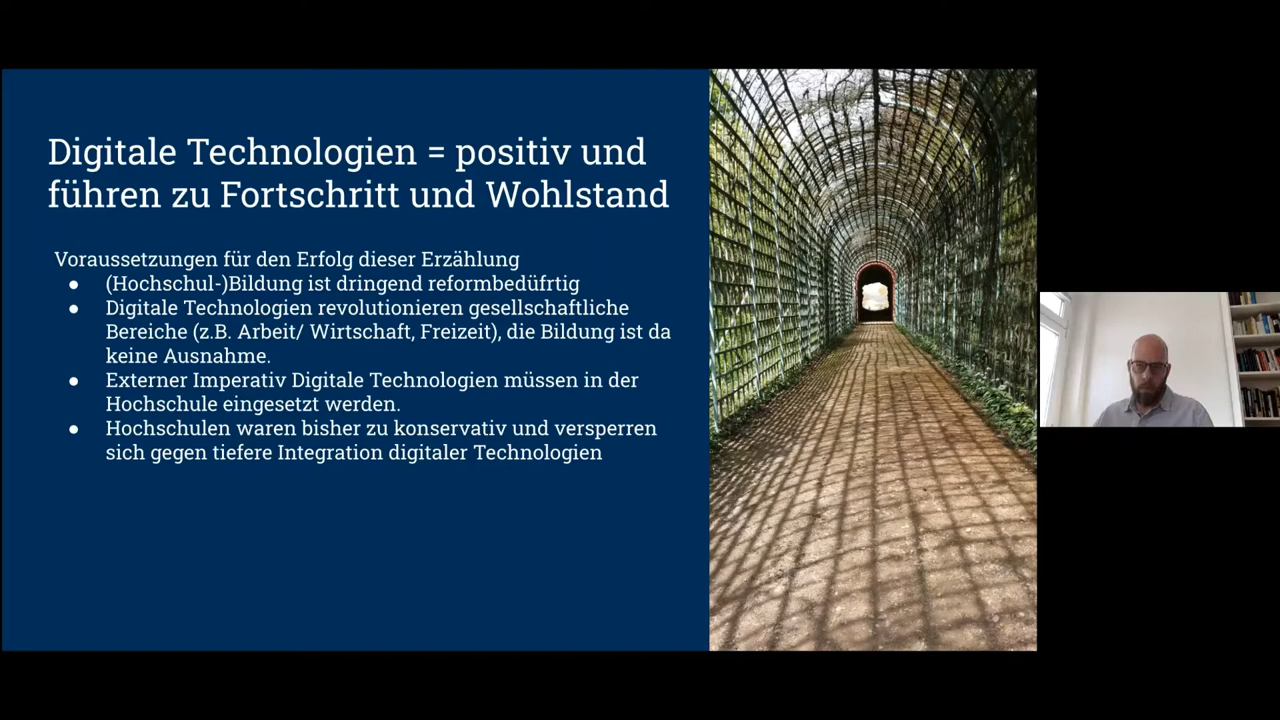 Digitale Technologien = positiv und
führen zu Fortschritt und Wohlstand
Voraussetzungen für den Erfolg dieser Erzählung
● (Hochschul-)Bildung ist dringend reformbedüfrtig
● Digitale Technologien revolutionieren gesellschaftliche
Bereiche (z.B. Arbeit/ Wirtschaft, Freizeit), die Bildung ist da
keine Ausnahme.
● Externer Imperativ Digitale Technologien müssen in der
Hochschule eingesetzt werden.
● Hochschulen waren bisher zu konservativ und versperren
sich gegen tiefere Integration digitaler Technologien